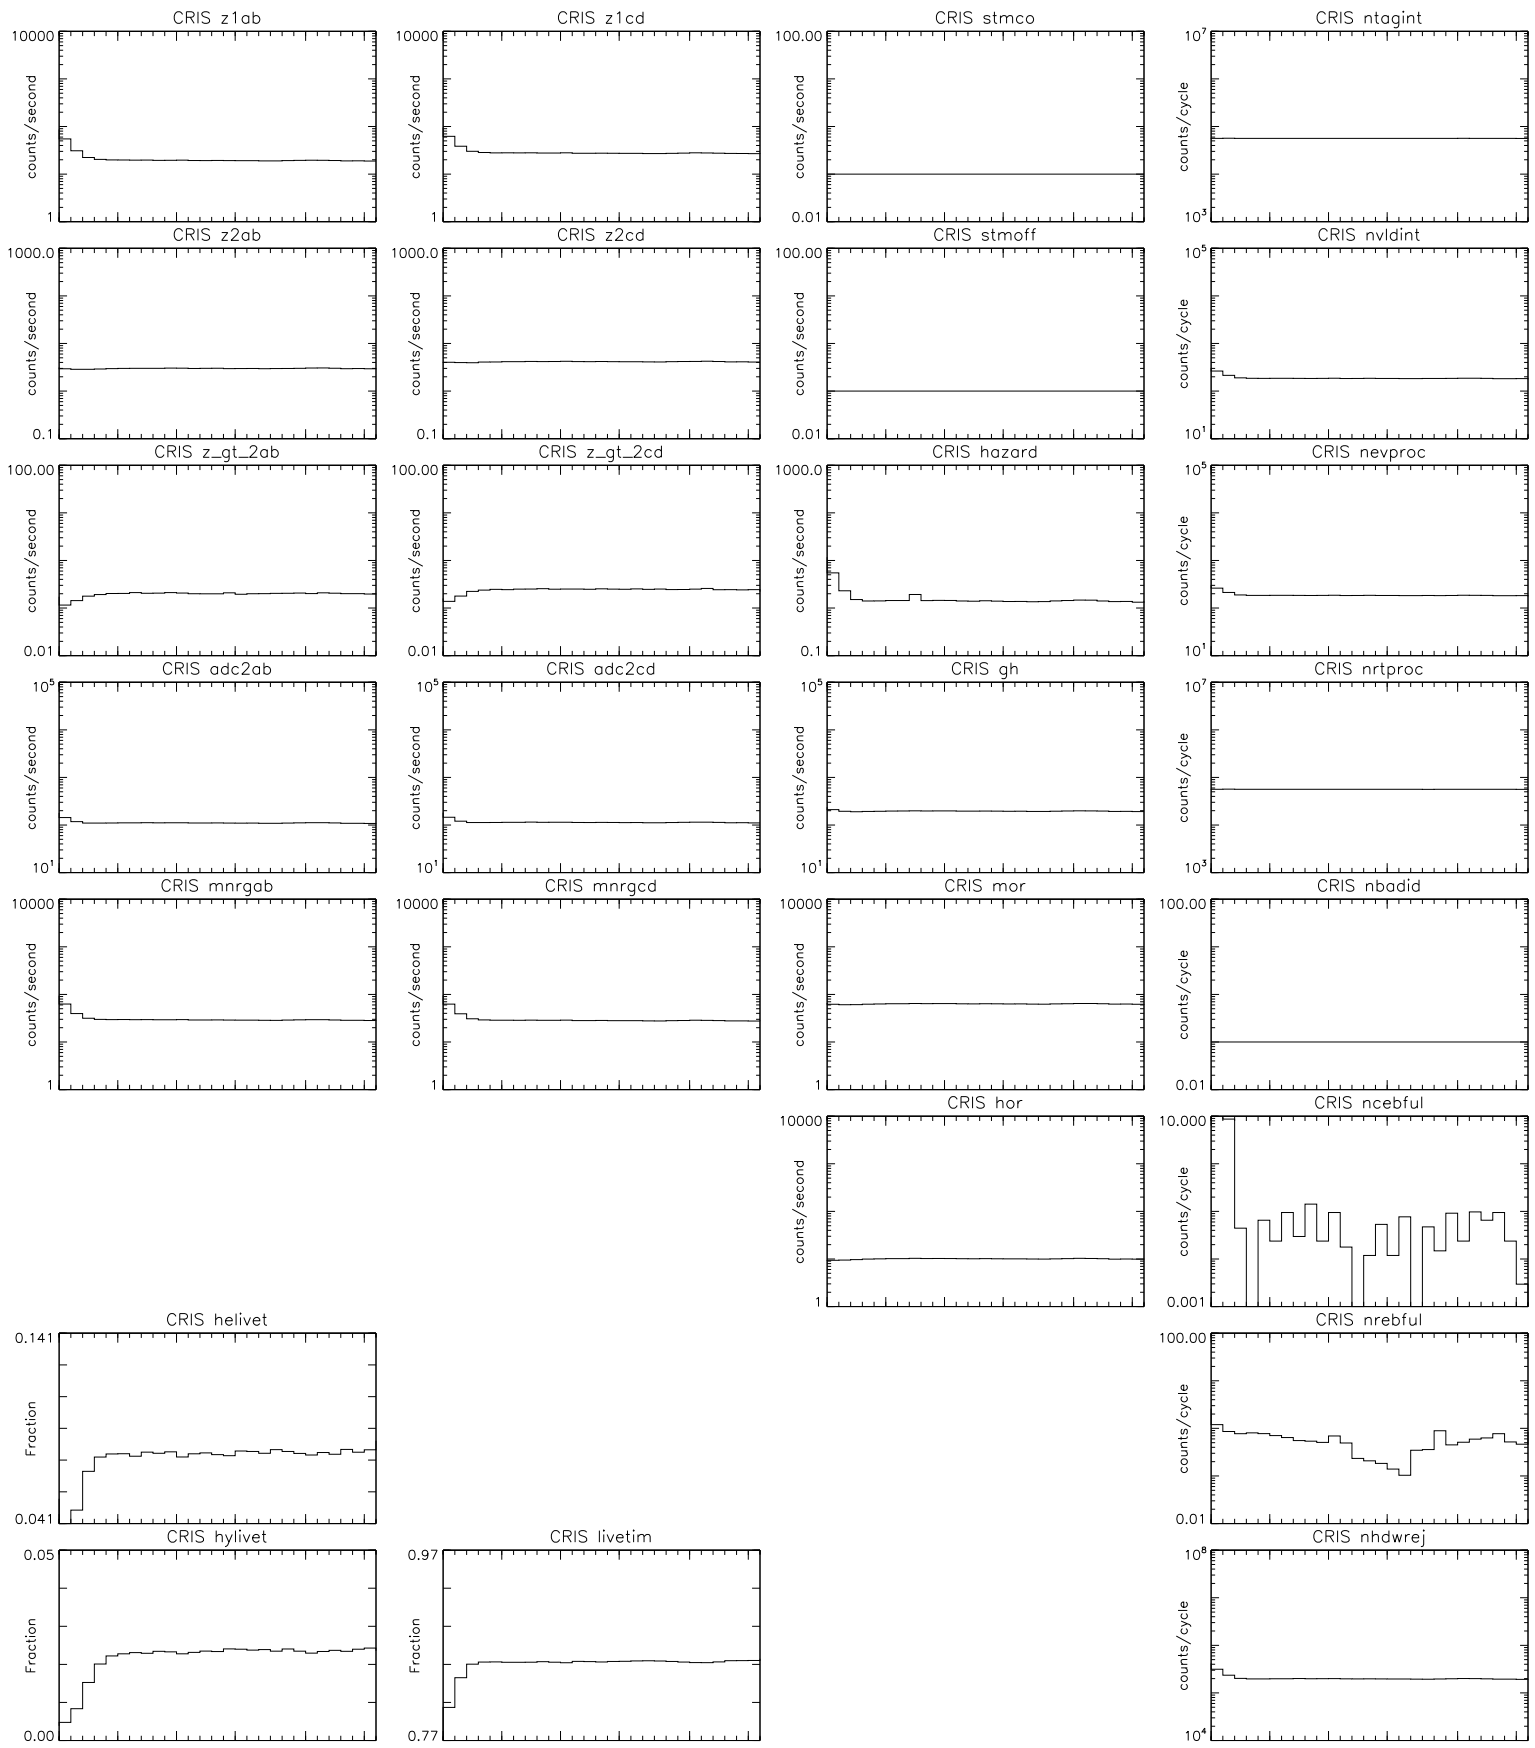 CRIS z1ab
CRIS z1cd
CRIS stmco
CRIS ntagint
10000
counts/second
1
10000
counts/second
1
100.00
counts/second
0.01
10^7
counts/cycle
10^3
CRIS z2ab
CRIS z2cd
CRIS stmoff
CRIS nvldint
1000.0
counts/second
0.1
1000.0
counts/second
0.1
100.00
counts/second
0.01
10^5
counts/cycle
10^1
CRIS z_gt_2ab
CRIS z_gt_2cd
CRIS hazard
CRIS nevproc
100.00
counts/second
0.01
100.00
counts/second
0.01
1000.0
counts/second
0.1
10^5
counts/cycle
10^1
CRIS adc2ab
CRIS adc2cd
CRIS gh
CRIS nrtproc
10^5
counts/second
10^1
10^5
counts/second
10^1
10^5
counts/second
10^1
10^7
counts/cycle
10^3
CRIS mnrgab
CRIS mnrgcd
CRIS mor
CRIS nbadid
10000
counts/second
1
10000
counts/second
1
10000
counts/second
1
100.00
counts/cycle
0.01
CRIS hor
CRIS ncebful
10000
counts/second
1
10.000
counts/cycle
0.001
CRIS helivet
CRIS nrebful
0.141
Fraction
0.041
100.00
counts/cycle
0.01
CRIS hylivet
CRIS livetim
CRIS nhdwrej
0.05
Fraction
0.00
0.97
Fraction
0.77
10^8
counts/cycle
10^4